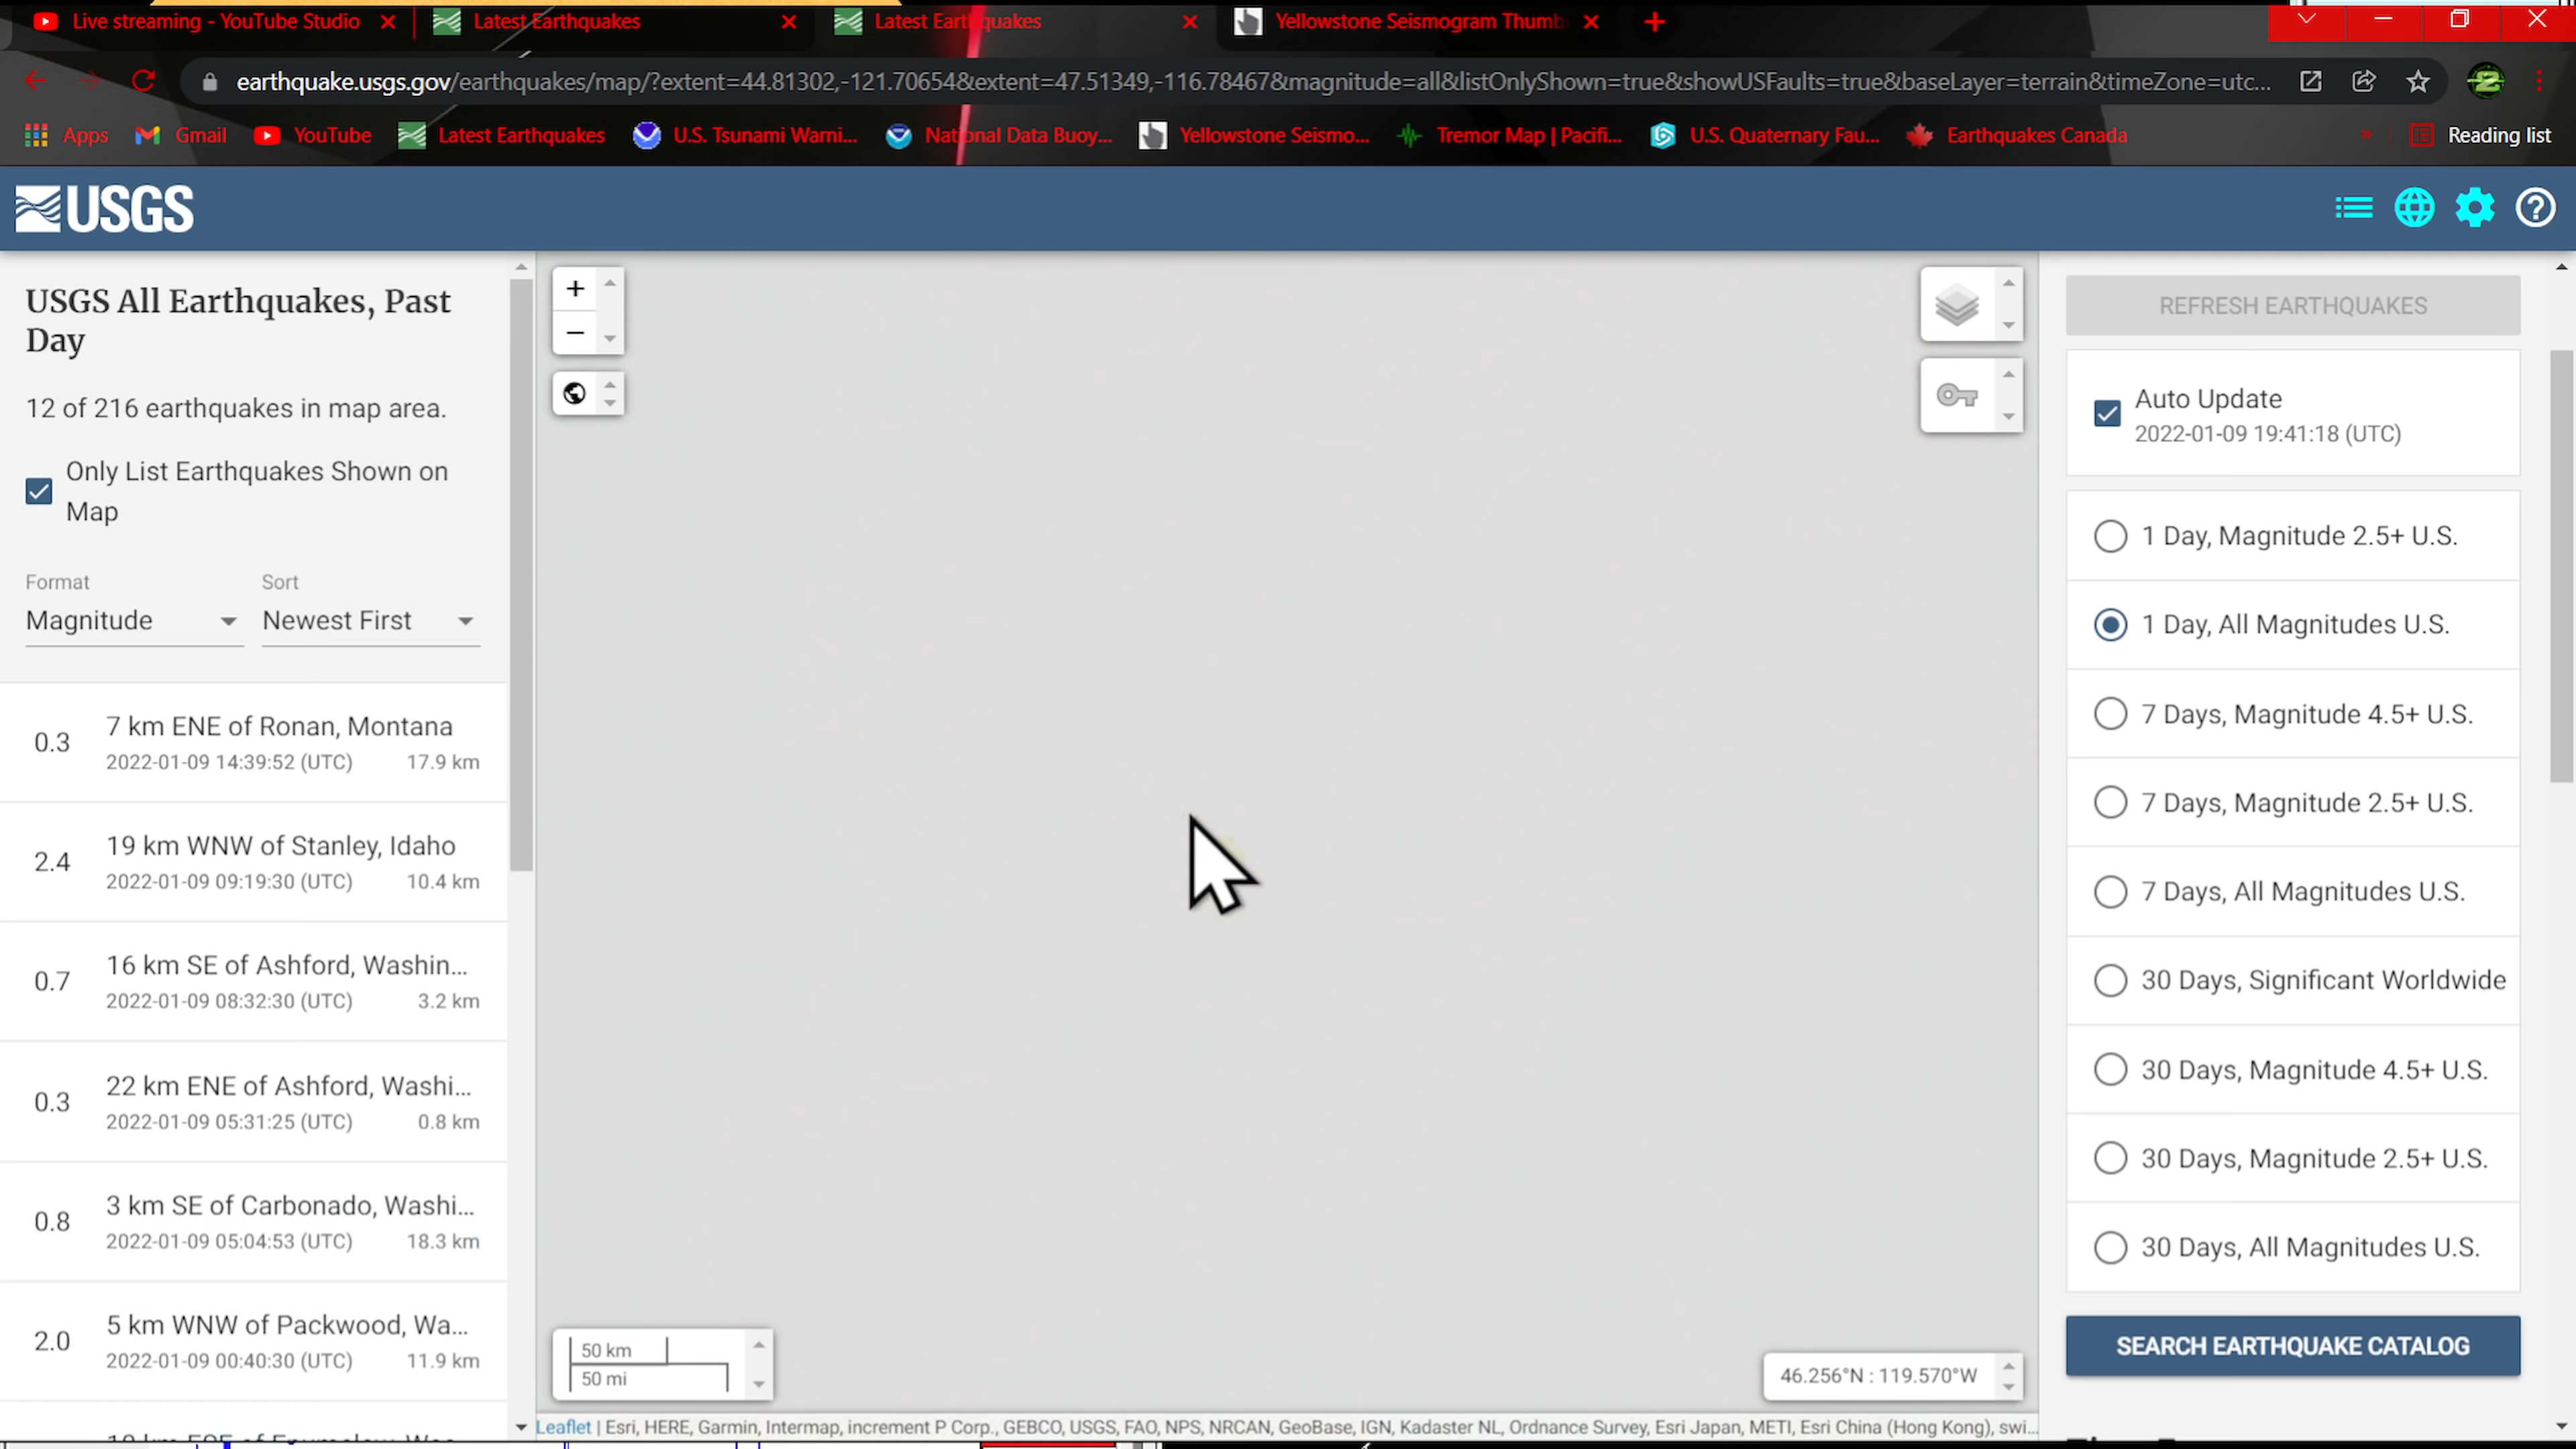 Live streaming - YouTube Studio
Latest Earthquakes
Latest Earthquakes
Yellowstone Seismogram Thumb
earthquake.usgs.gov/earthquakes/map/?extent=44.81302,-121.70654&extent=47.51349,-116.78467&magnitude=all&listOnlyShown=true&showUSFaults=true&baseLayer=terrain&timeZone=utc...
Apps
Gmail
YouTube
Latest Earthquakes
U.S. Tsunami Warni...
National Data Buoy...
Yellowstone Seismo...
Tremor Map | Pacifi...
U.S. Quaternary Fau...
Earthquakes Canada
»
Reading list
USGS
USGS All Earthquakes, Past
Day
12 of 216 earthquakes in map area.
Only List Earthquakes Shown on
Map
Format
Sort
Magnitude
Newest First
0.3
7 km ENE of Ronan, Montana
2022-01-09 14:39:52 (UTC) 17.9 km
2.4
19 km WNW of Stanley, Idaho
2022-01-09 09:19:30 (UTC) 10.4 km
0.7
16 km SE of Ashford, Washin...
2022-01-09 08:32:30 (UTC) 3.2 km
0.3
22 km ENE of Ashford, Washi...
2022-01-09 05:31:25 (UTC) 0.8 km
0.8
3 km SE of Carbonado, Washi...
2022-01-09 05:04:53 (UTC) 18.3 km
2.0
5 km WNW of Packwood, Wa...
2022-01-09 00:40:30 (UTC) 11.9 km
+
−
50 km
50 mi
46.256°N : 119.570°W
Leaflet | Esri, HERE, Garmin, Intermap, increment P Corp., GEBCO, USGS, FAO, NPS, NRCAN, GeoBase, IGN, Kadaster NL, Ordnance Survey, Esri Japan, METI, Esri China (Hong Kong), swi...
REFRESH EARTHQUAKES
Auto Update
2022-01-09 19:41:18 (UTC)
1 Day, Magnitude 2.5+ U.S.
1 Day, All Magnitudes U.S.
7 Days, Magnitude 4.5+ U.S.
7 Days, Magnitude 2.5+ U.S.
7 Days, All Magnitudes U.S.
30 Days, Significant Worldwide
30 Days, Magnitude 4.5+ U.S.
30 Days, Magnitude 2.5+ U.S.
30 Days, All Magnitudes U.S.
SEARCH EARTHQUAKE CATALOG